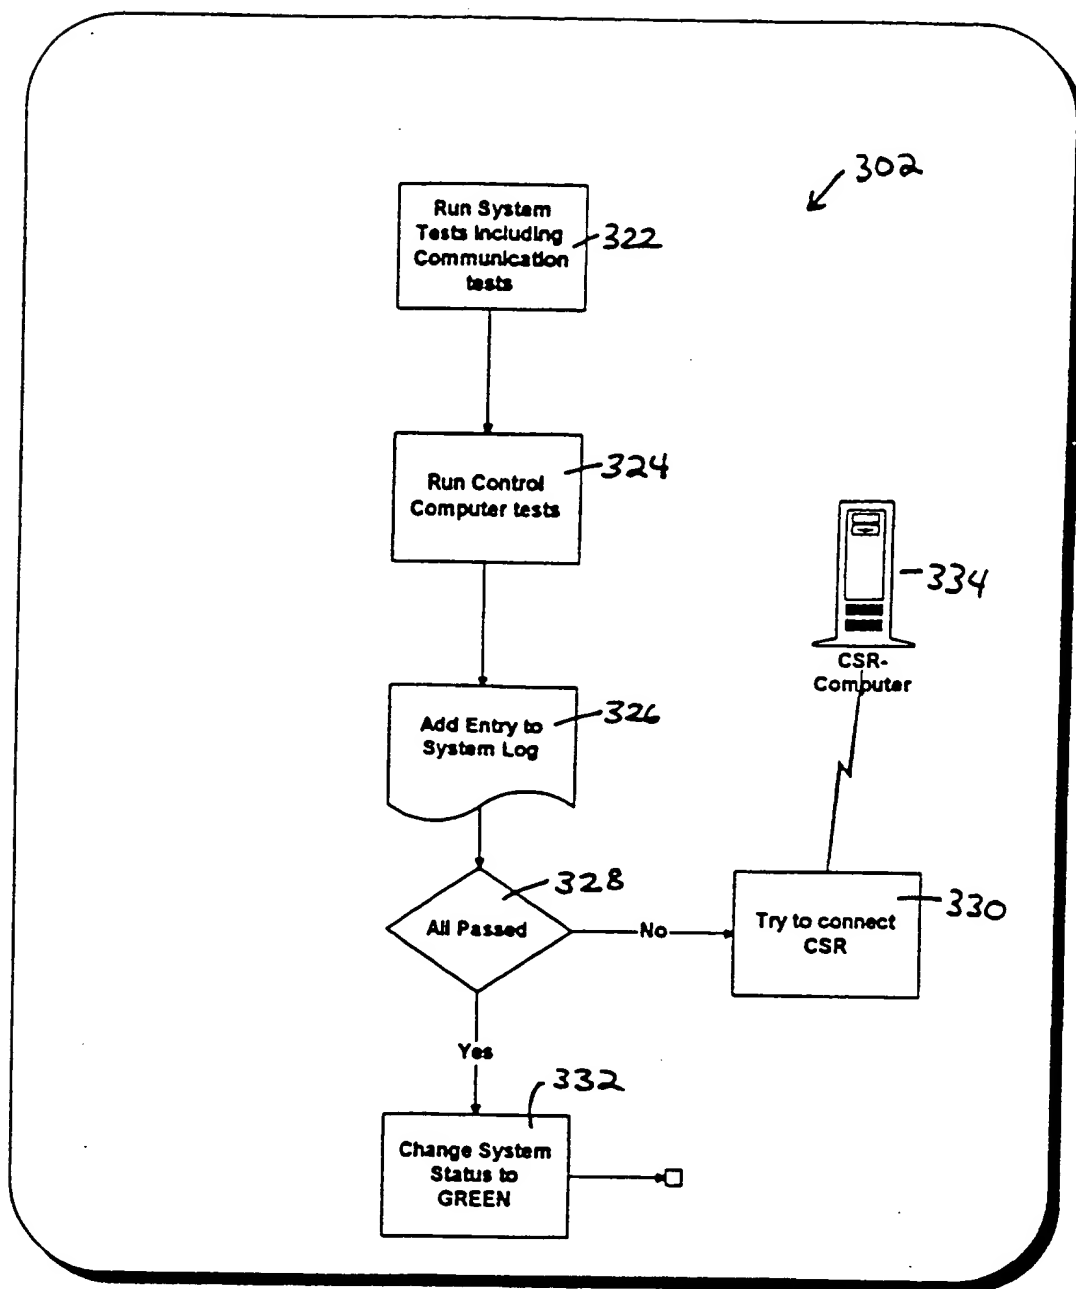 302
Run System
Tests Including
Communication
tests
322
Run Control
Computer tests
324
334
CSR-
Computer
Add Entry to
System Log
326
All Passed
328
No
Try to connect
CSR
330
Yes
332
Change System
Status to
GREEN